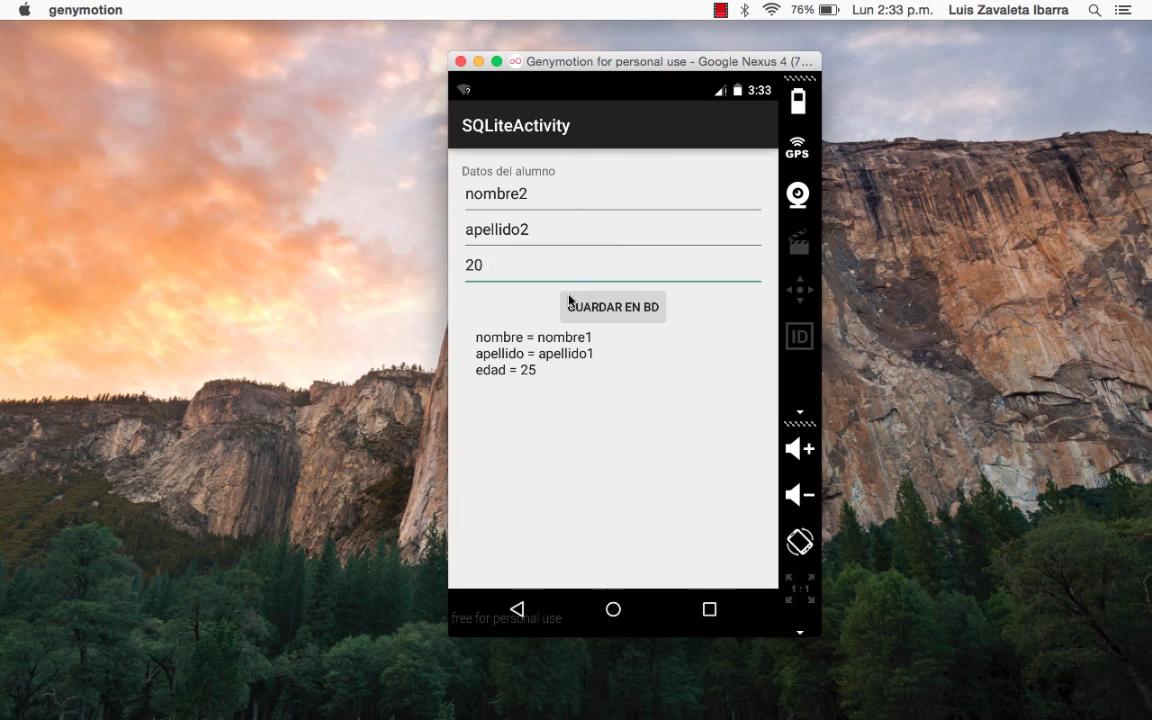 genymotion
76%
Lun 2:33 p.m.
Luis Zavaleta Ibarra
Genymotion for personal use - Google Nexus 4 (7...
?
3:33
SQLiteActivity
GPS
Datos del alumno
nombre2
apellido2
20
GUARDAR EN BD
nombre = nombre1
apellido = apellido1
edad = 25
ID
1:1
free for personal use